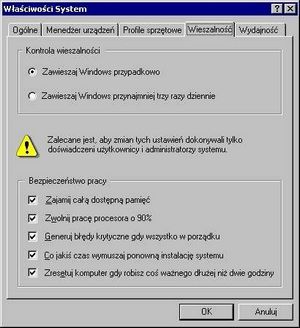 Właściwości System
Ogólne
Menedżer urządzeń
Profile sprzętowe
Wieszalność
Wydajność
Kontrola wieszalności
Zawieszaj Windows przypadkowo
Zawieszaj Windows przynajmniej trzy razy dziennie
Zalecane jest, aby zmian tych ustawień dokonywali tylko
doświadczeni użytkownicy i administratorzy systemu.
Bezpieczeństwo pracy
Zajamij całą dostępną pamięć
Zwolnij pracę procesora o 90%
Generuj błędy krytyczne gdy wszystko w porządku
Co jakiś czas wymuszaj ponowną instalację systemu
Zresetuj komputer gdy robisz coś ważnego dłużej niż dwie godziny
OK
Anuluj